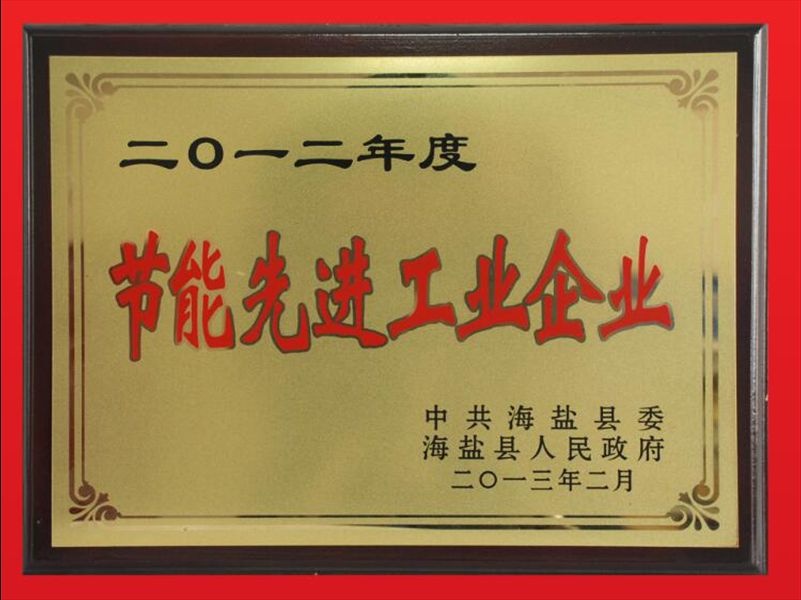 二〇一二年度
节能先进工业企业
中共海盐县委
海盐县人民政府
二〇一三年二月